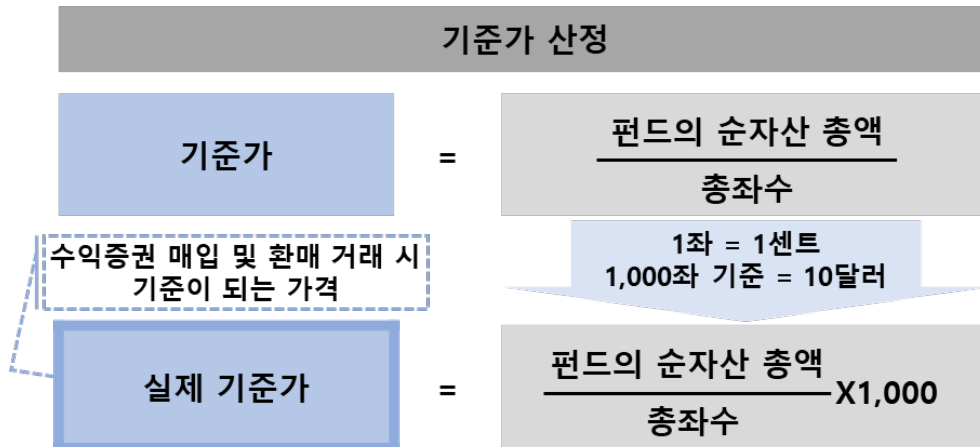 기준가 산정
기준가
=
펀드의 순자산 총액
총좌수
수익증권 매입 및 환매 거래 시
기준이 되는 가격
1좌 = 1센트
1,000좌 기준 = 10달러
실제 기준가
=
펀드의 순자산 총액
총좌수
X1,000